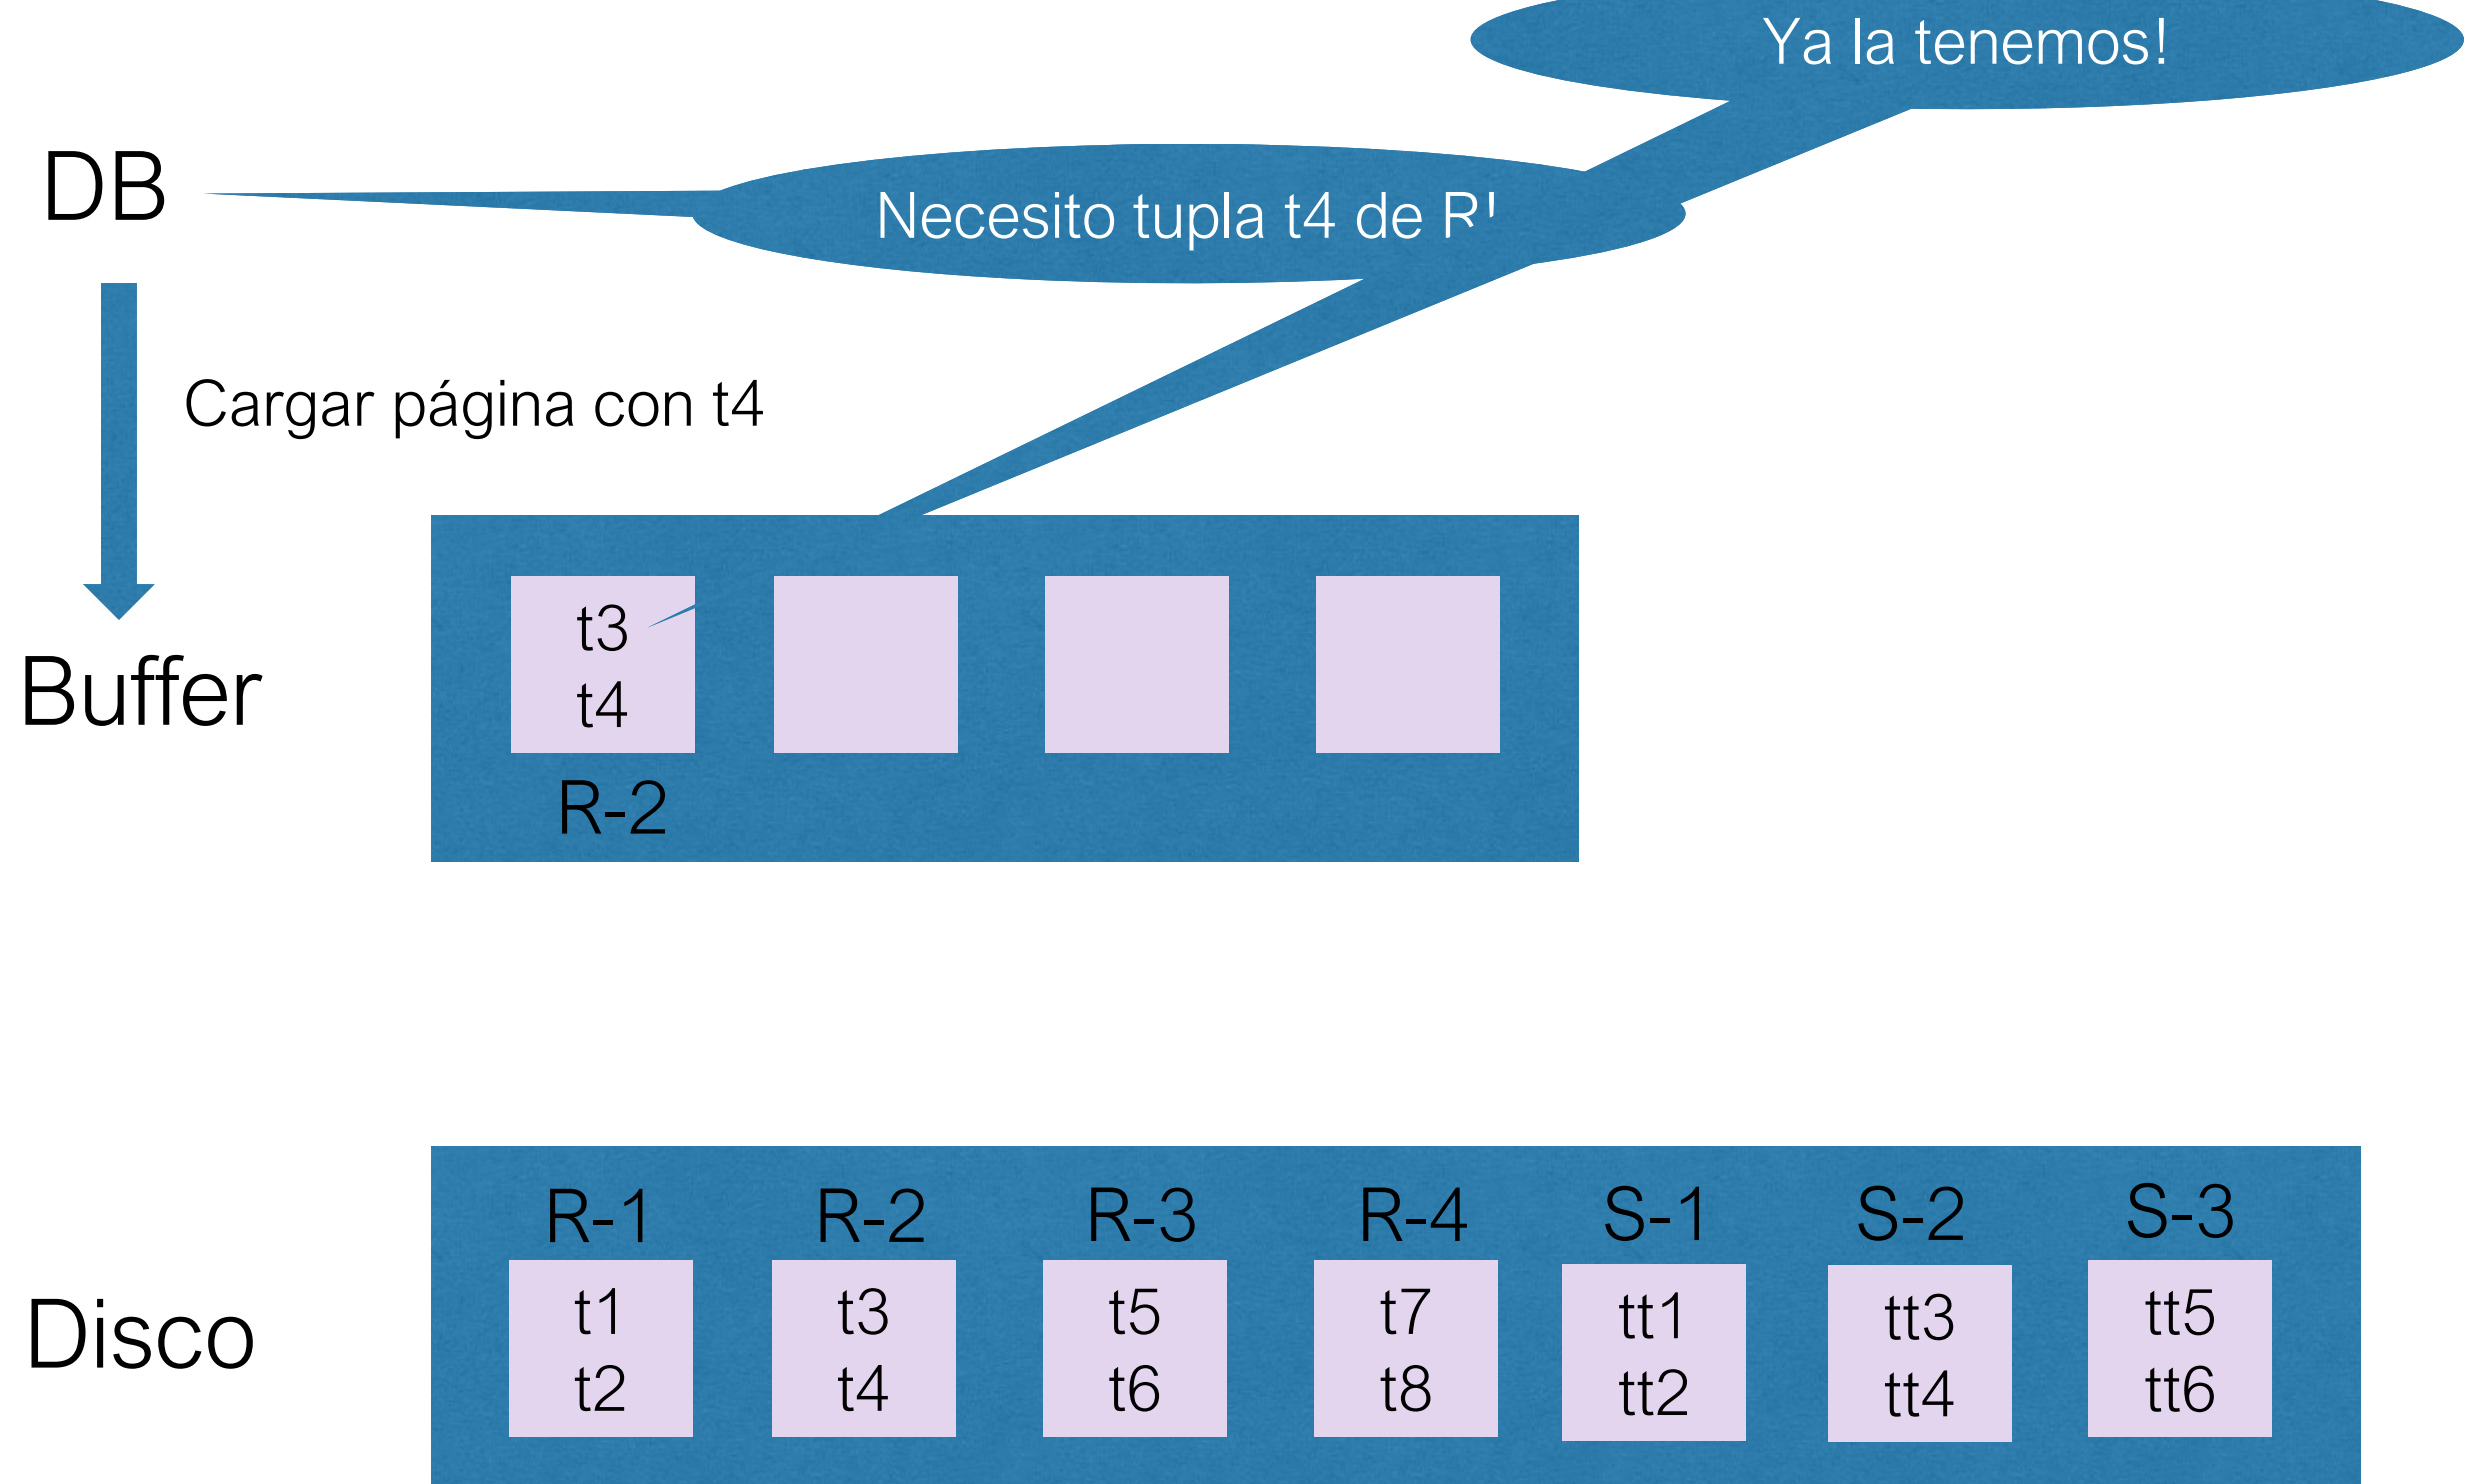 Ya la tenemos!
DB
Necesito tupla t4 de R!
Cargar página con t4
Buffer
t3
t4
R-2
Disco
R-1 R-2 R-3 R-4 S-1 S-2 S-3
t1 t3 t5 t7 tt1 tt3 tt5
t2 t4 t6 t8 tt2 tt4 tt6